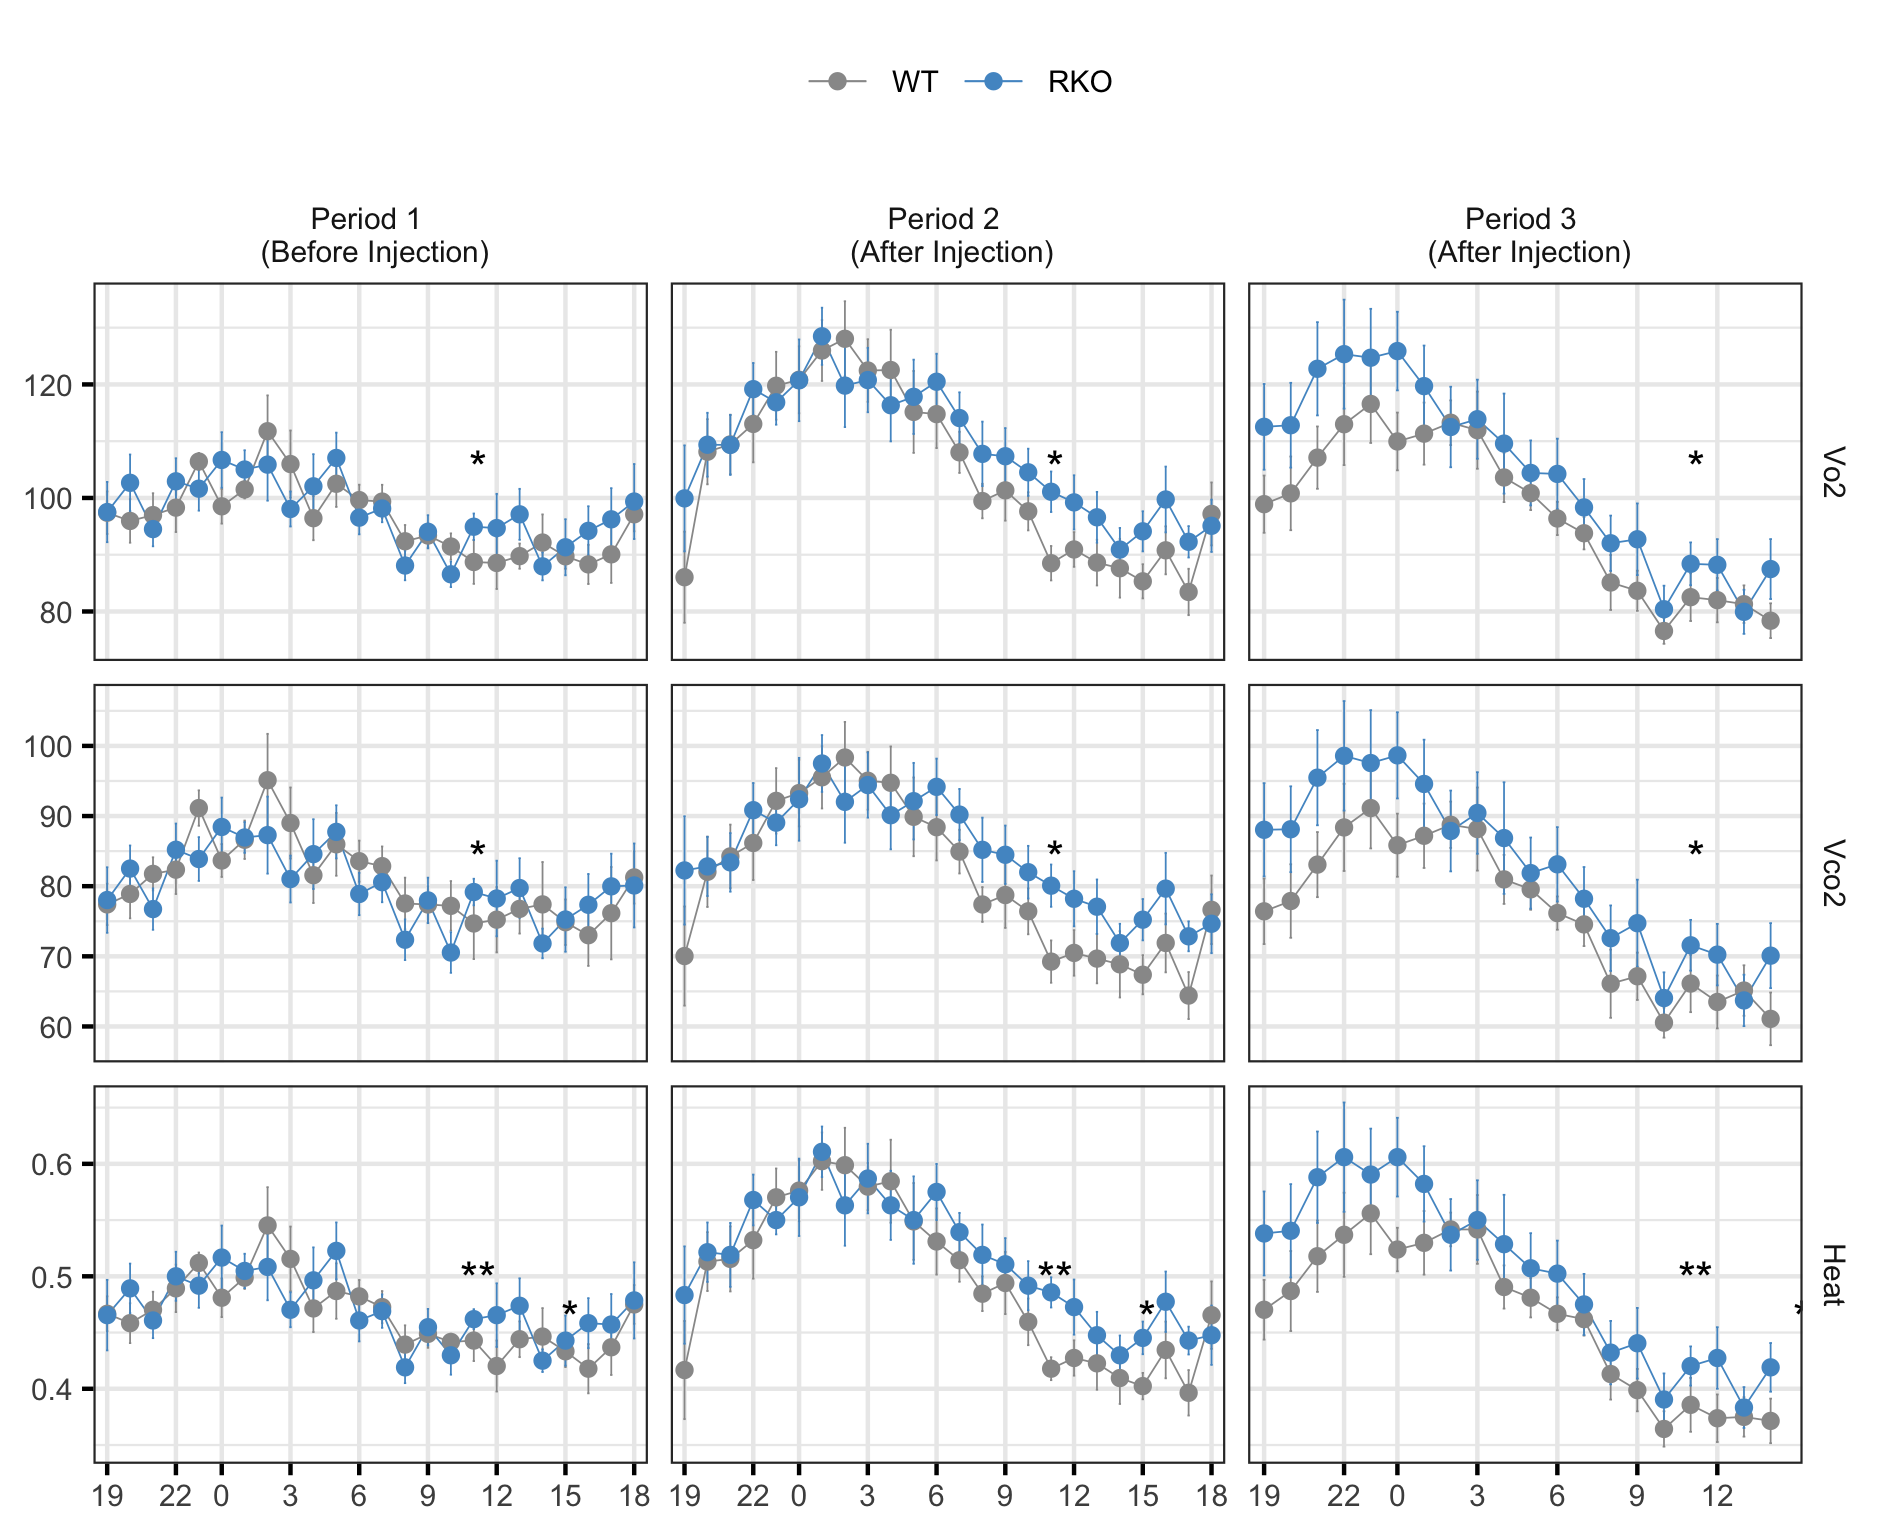 WT RKO
Period 1
(Before Injection)
Period 2
(After Injection)
Period 3
(After Injection)
120
100
80
* * *
Vo2
100
90
80
70
60
* * *
Vco2
0.6
0.5
0.4
** ** **
* * *
Heat
19 22 0 3 6 9 12 15 18
19 22 0 3 6 9 12 15 18
19 22 0 3 6 9 12